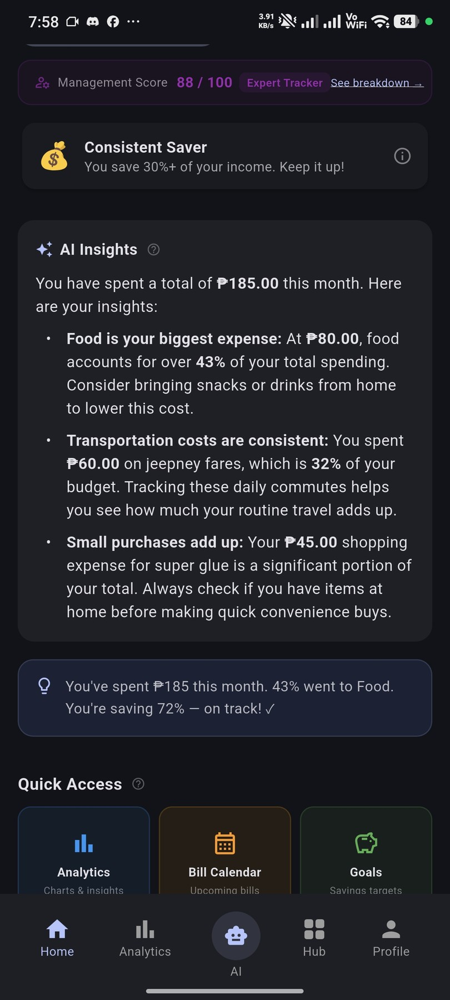 7:58
3.91
KB/s
Vo
WiFi
84
Management Score 88 / 100 Expert Tracker See breakdown →
Consistent Saver
You save 30%+ of your income. Keep it up!
AI Insights
You have spent a total of ₱185.00 this month. Here
are your insights:
• Food is your biggest expense: At ₱80.00, food
accounts for over 43% of your total spending.
Consider bringing snacks or drinks from home
to lower this cost.
• Transportation costs are consistent: You spent
₱60.00 on jeepney fares, which is 32% of your
budget. Tracking these daily commutes helps
you see how much your routine travel adds up.
• Small purchases add up: Your ₱45.00 shopping
expense for super glue is a significant portion of
your total. Always check if you have items at
home before making quick convenience buys.
You've spent ₱185 this month. 43% went to Food.
You're saving 72% — on track! ✓
Quick Access
Analytics
Charts & insights
Bill Calendar
Upcoming bills
Goals
Savings targets
Home
Analytics
AI
Hub
Profile